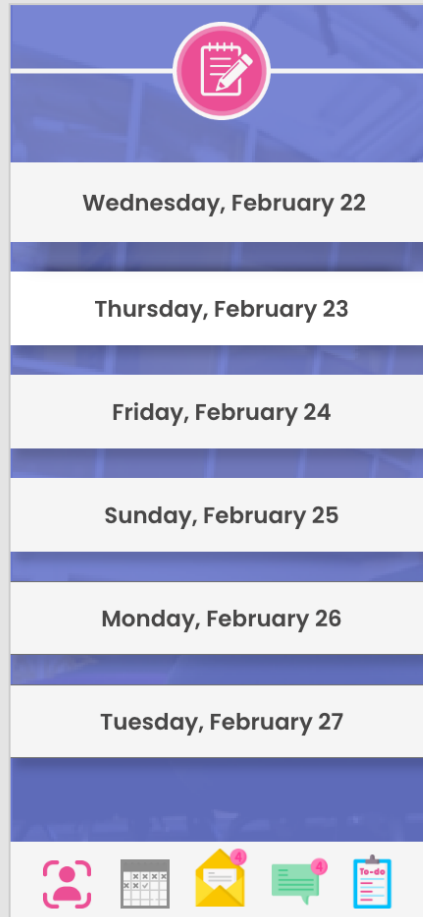 Wednesday, February 22
Thursday, February 23
Friday, February 24
Sunday, February 25
Monday, February 26
Tuesday, February 27
4
4
To-do